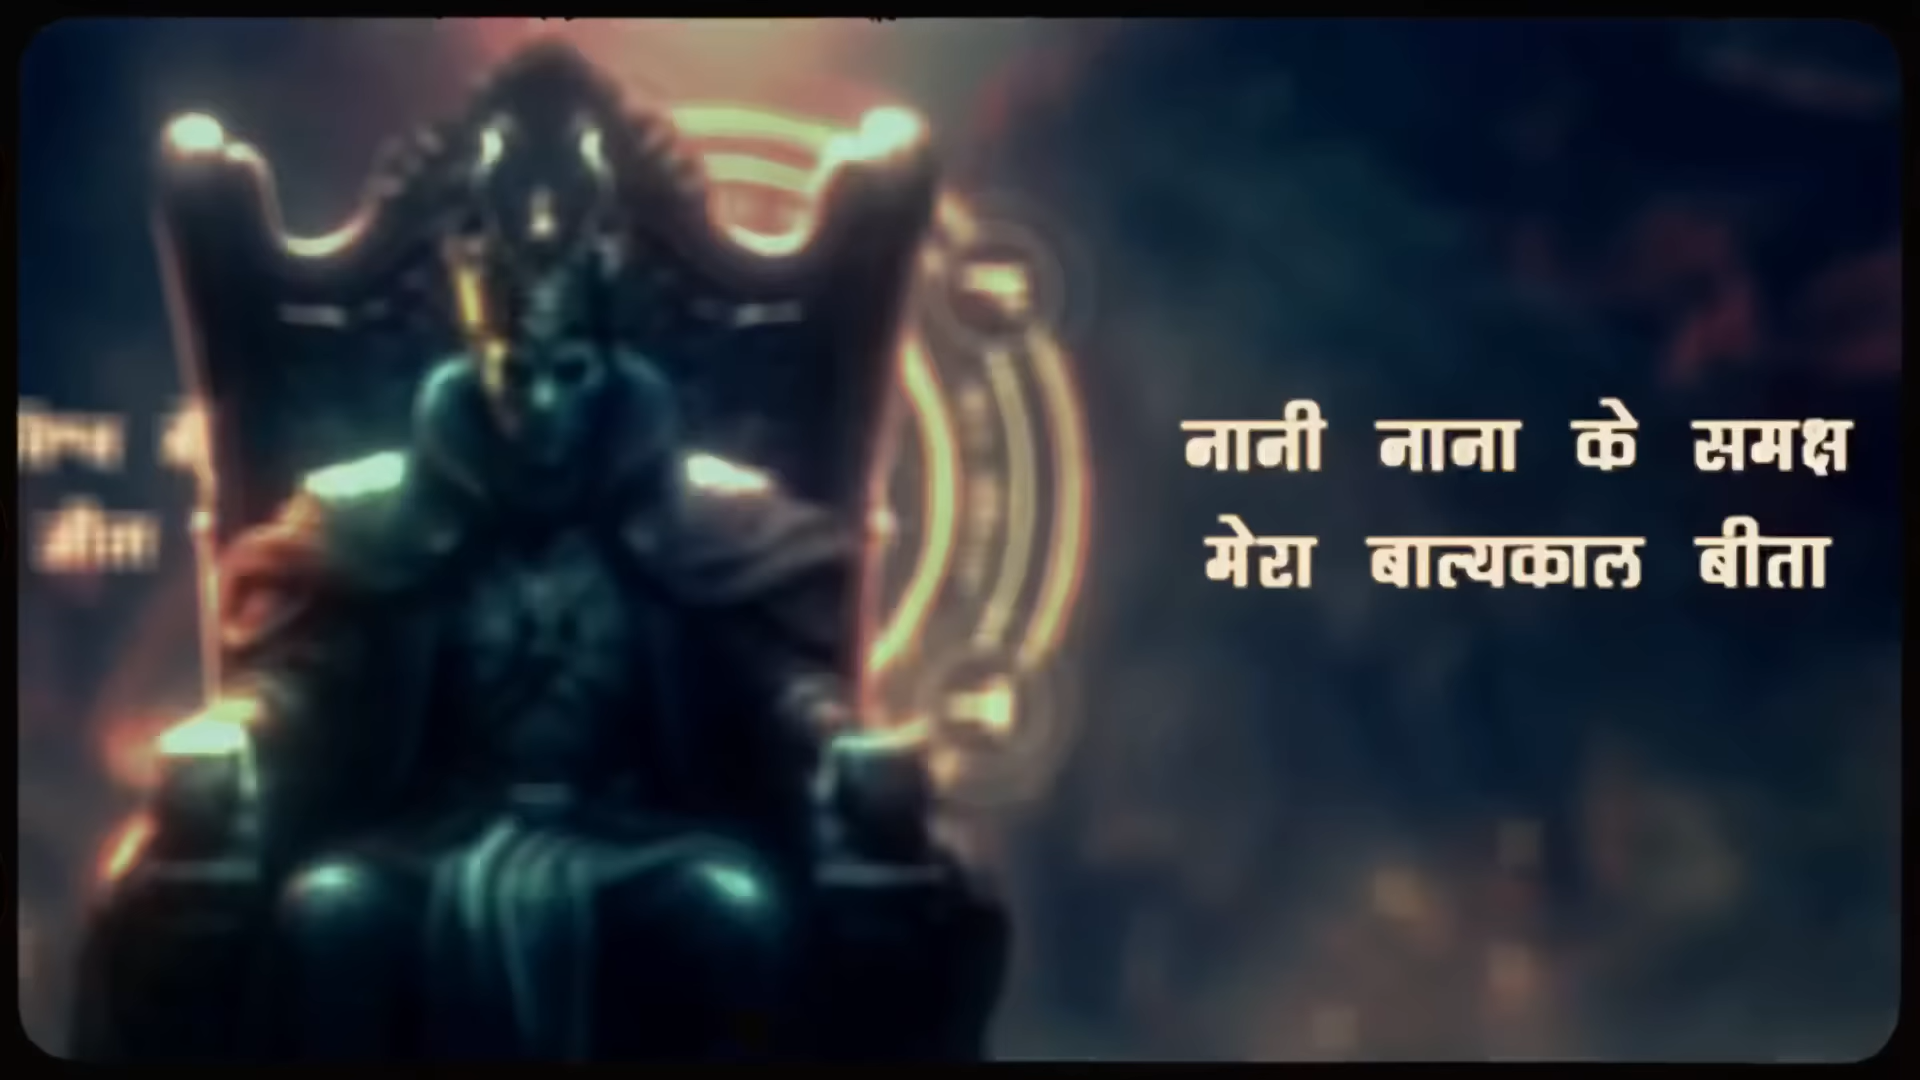 नानी नाना के समक्ष
मेरा बाल्यकाल बीता